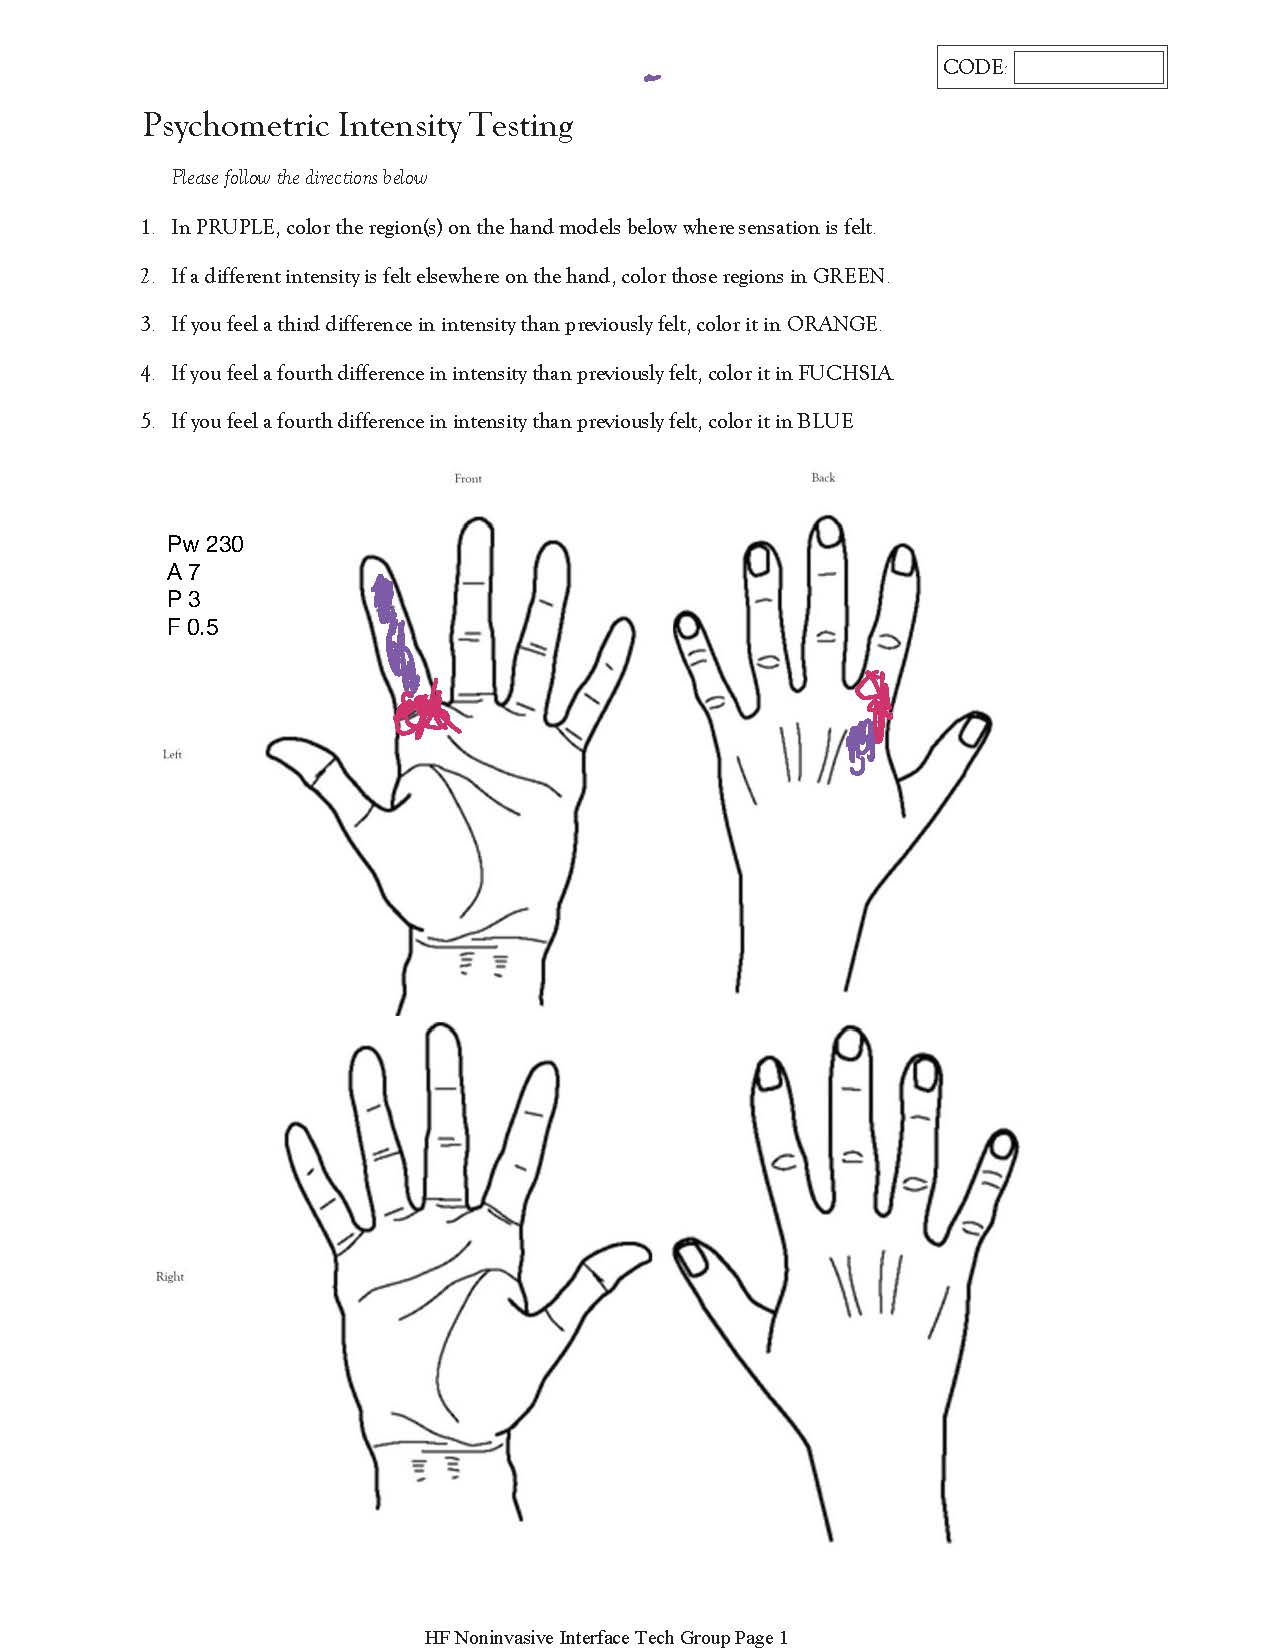 CODE:
Psychometric Intensity Testing
Please follow the directions below
1. In PRUPLE, color the region(s) on the hand models below where sensation is felt.
2. If a different intensity is felt elsewhere on the hand, color those regions in GREEN.
3. If you feel a third difference in intensity than previously felt, color it in ORANGE.
4. If you feel a fourth difference in intensity than previously felt, color it in FUCHSIA.
5. If you feel a fourth difference in intensity than previously felt, color it in BLUE
Front
Back
Pw 230
A 7
P 3
F 0.5
Left
Right
HF Noninvasive Interface Tech Group Page 1